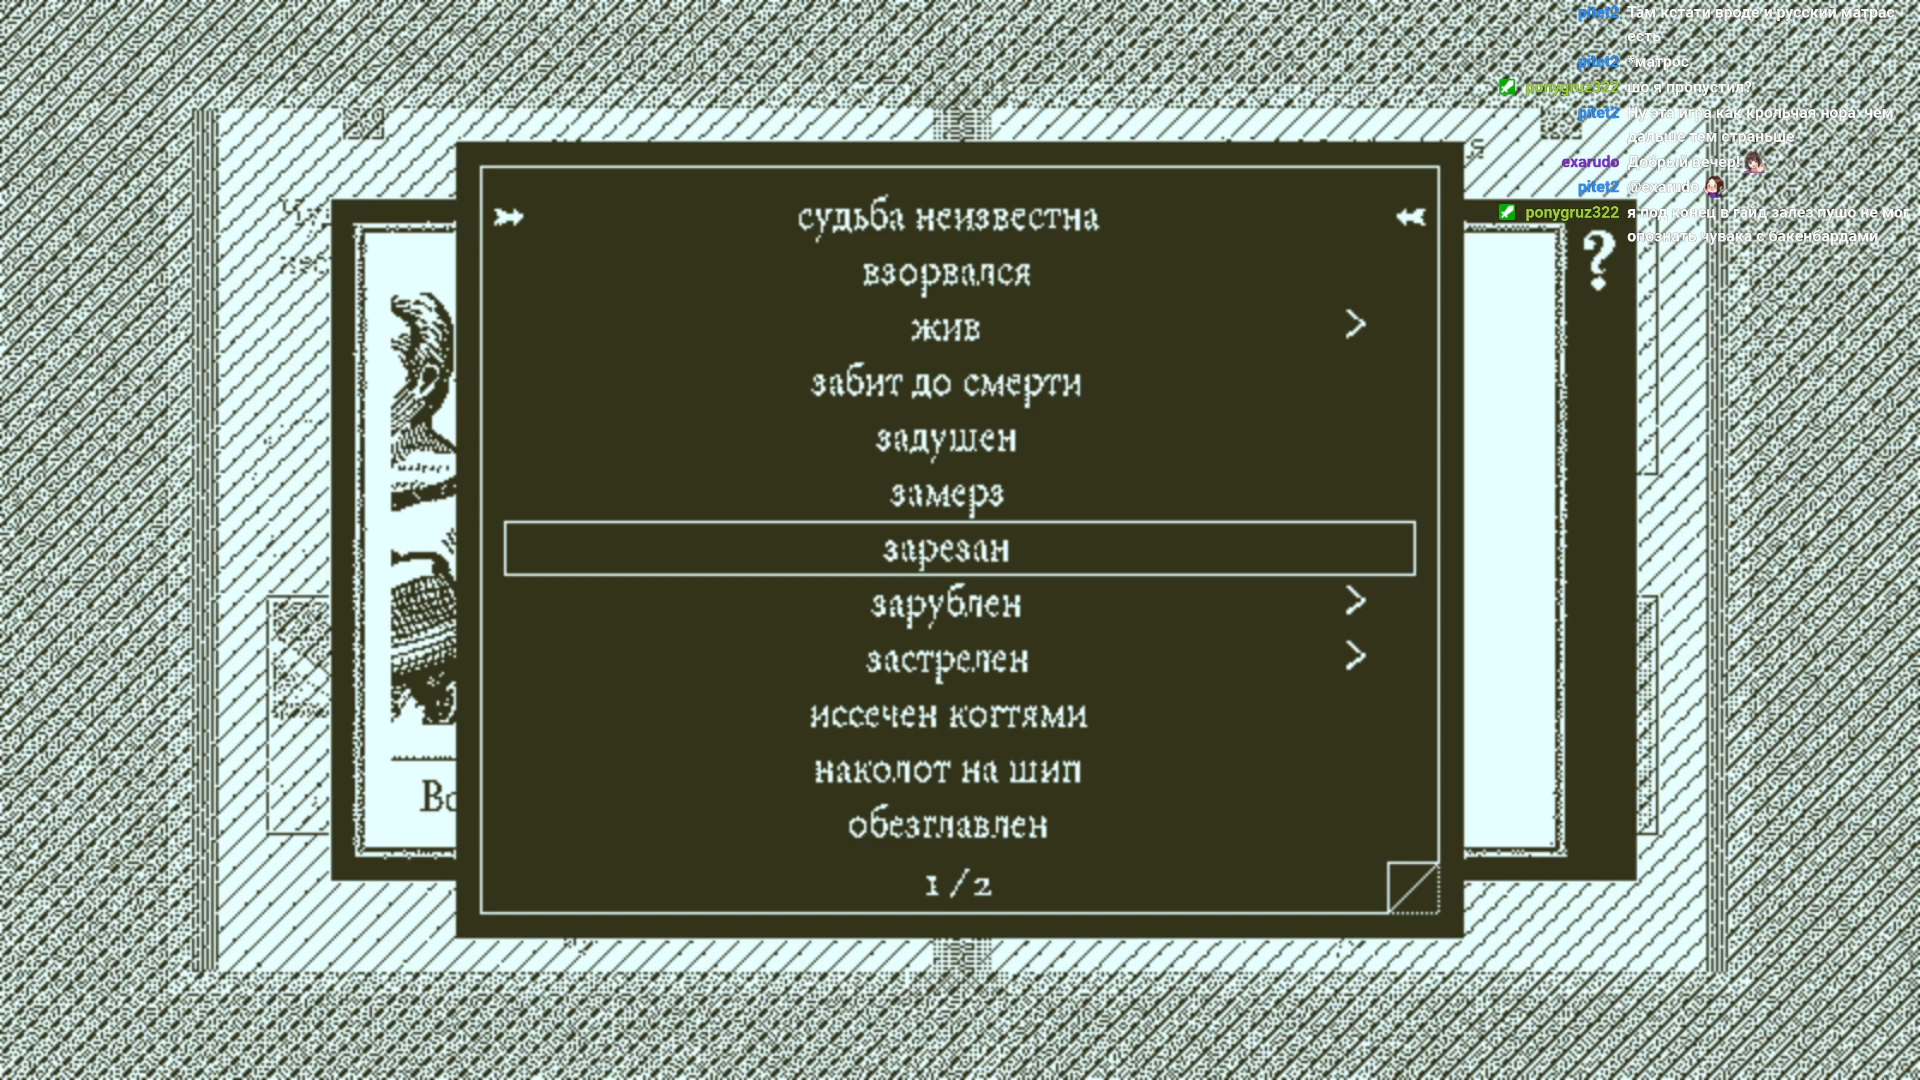 pitet2 Там кстати вроде и русский матрас
есть
pitet2 *матрос
ponygruz322 шо я пропустил?
pitet2 Ну эта игра как крольчая нора: чем
дальше тем страньше
exarudo Добрый вечер!
pitet2 @exarudo
ponygruz322 я под конец в гайд залез пушо не мог
опознать чувака с бакенбардами
?
судьба неизвестна
взорвался
жив >
забит до смерти
задушен
замерз
зарезан
зарублен >
застрелен >
иссечен когтями
наколот на шип
обезглавлен
1/2